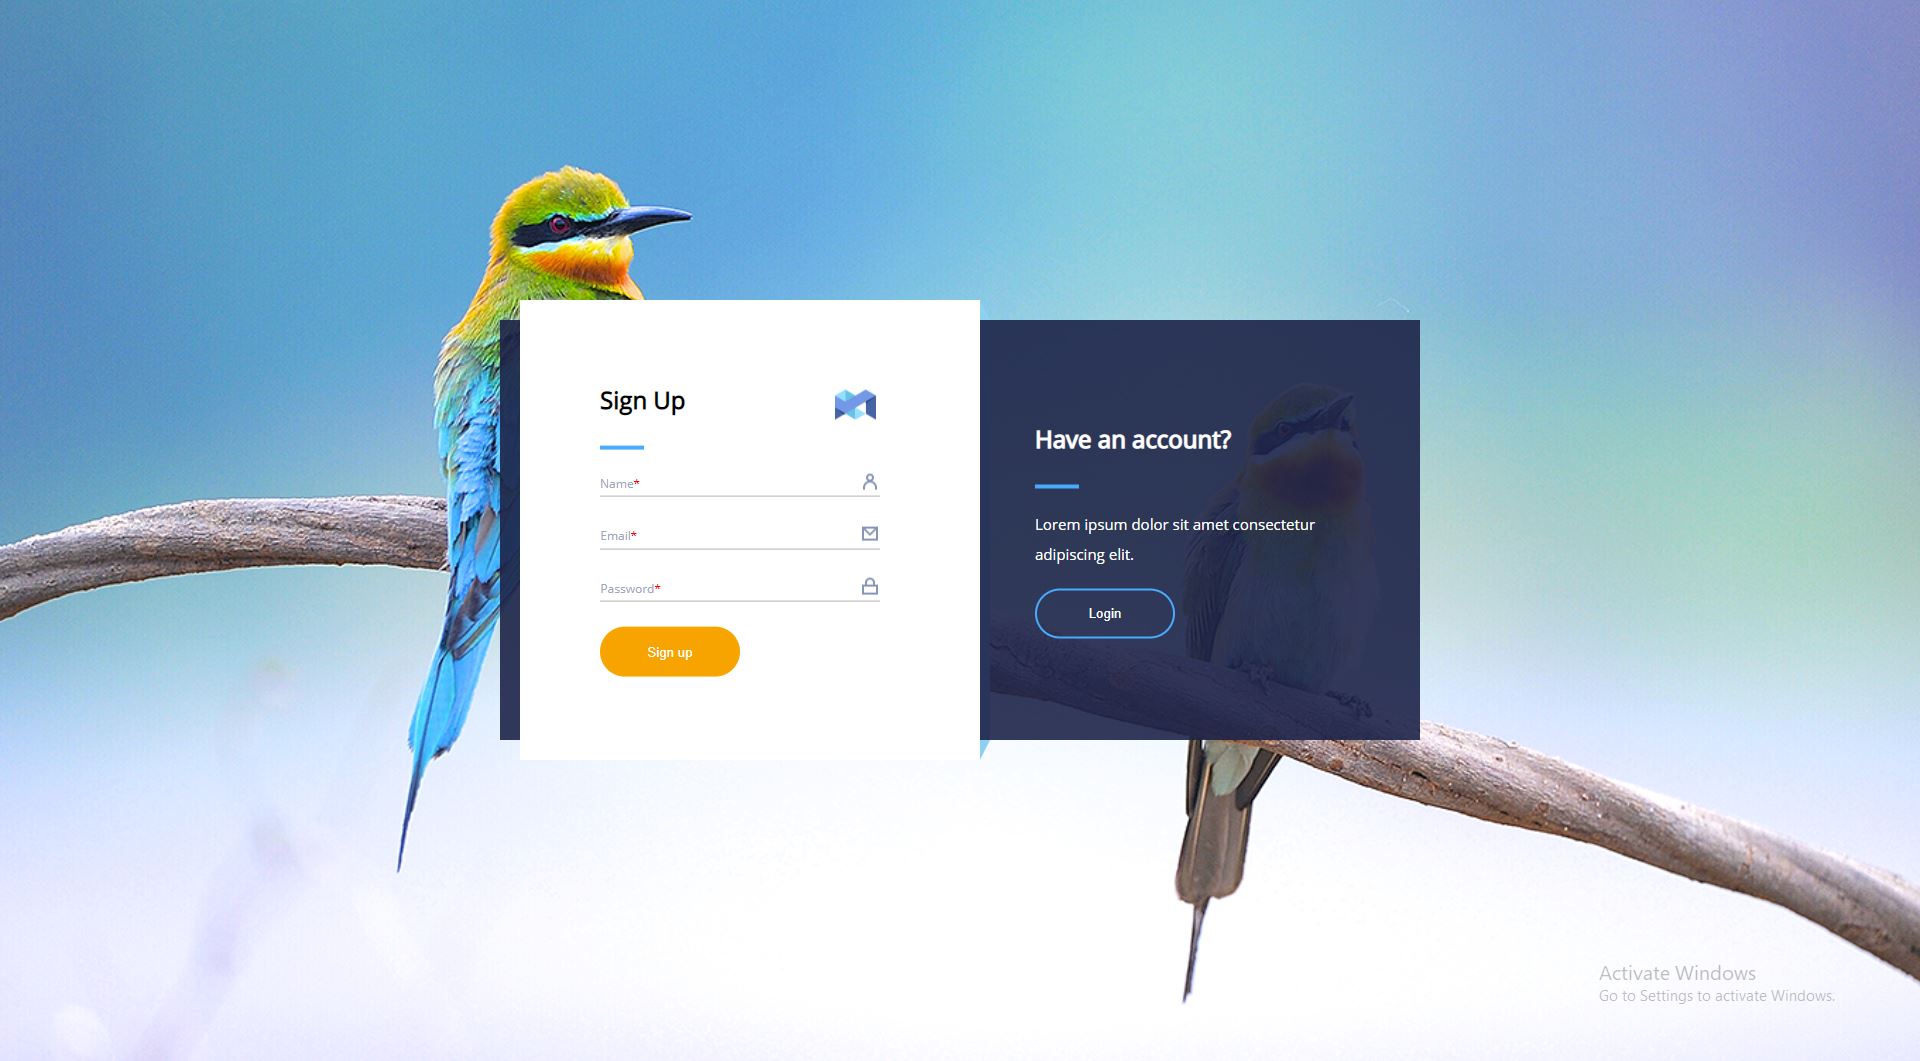 Sign Up
Name*
Email*
Password*
Sign up
Have an account?
Lorem ipsum dolor sit amet consectetur
adipiscing elit.
Login
Activate Windows
Go to Settings to activate Windows.